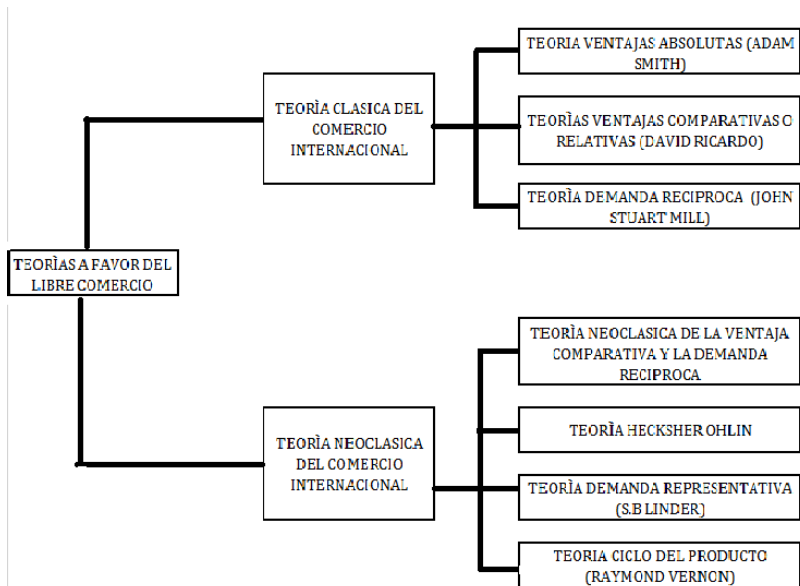 TEORÌAS A FAVOR DEL
LIBRE COMERCIO
TEORÌA CLASICA DEL
COMERCIO
INTERNACIONAL
TEORIA VENTAJAS ABSOLUTAS (ADAM
SMITH)
TEORÌAS VENTAJAS COMPARATIVAS O
RELATIVAS (DAVID RICARDO)
TEORÌA DEMANDA RECIPROCA (JOHN
STUART MILL)
TEORÌA NEOCLASICA
DEL COMERCIO
INTERNACIONAL
TEORÌA NEOCLASICA DE LA VENTAJA
COMPARATIVA Y LA DEMANDA
RECIPROCA
TEORÌA HECKSHER OHLIN
TEORÌA DEMANDA REPRESENTATIVA
(S.B LINDER)
TEORIA CICLO DEL PRODUCTO
(RAYMOND VERNON)